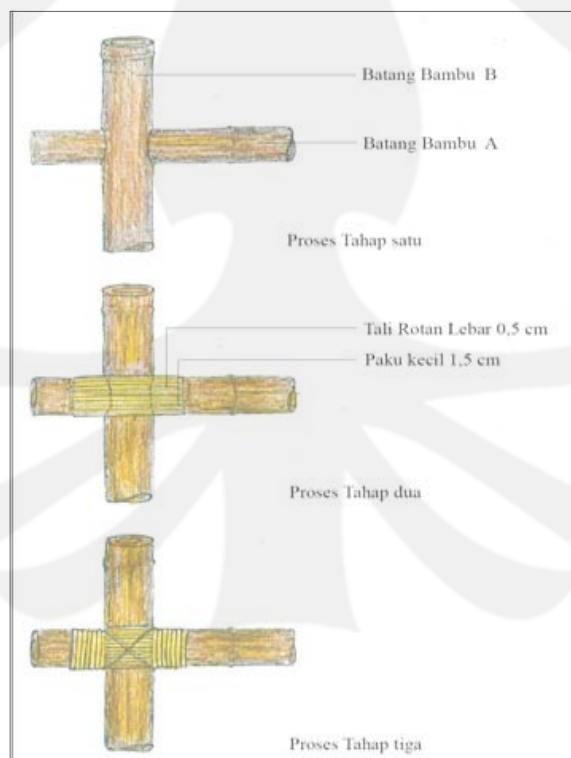 Batang Bambu B
Batang Bambu A
Proses Tahap satu
Tali Rotan Lebar 0,5 cm
Paku kecil 1,5 cm
Proses Tahap dua
Proses Tahap tiga